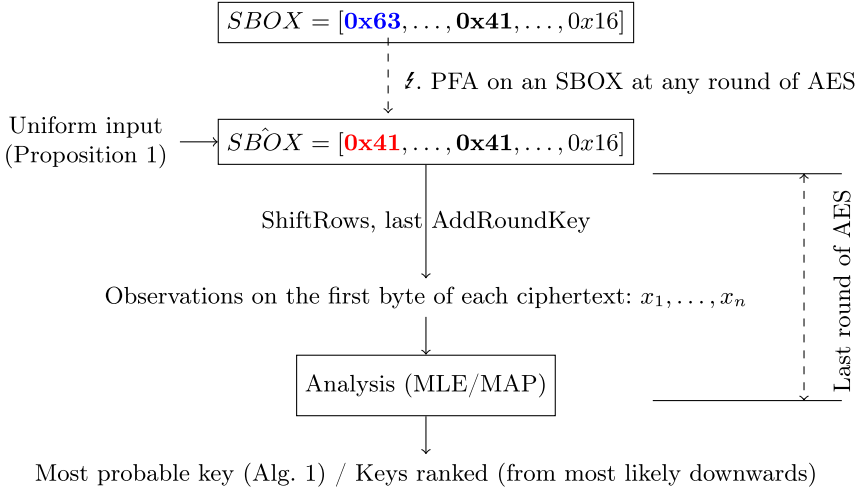 SBOX = [0x63, . . . , 0x41, . . . , 0x16]
. PFA on an SBOX at any round of AES
Uniform input
(Proposition 1)
SBÔX = [0x41, . . . , 0x41, . . . , 0x16]
ShiftRows, last AddRoundKey
Observations on the first byte of each ciphertext: x₁, . . . , xₙ
Last round of AES
Analysis (MLE/MAP)
Most probable key (Alg. 1) / Keys ranked (from most likely downwards)